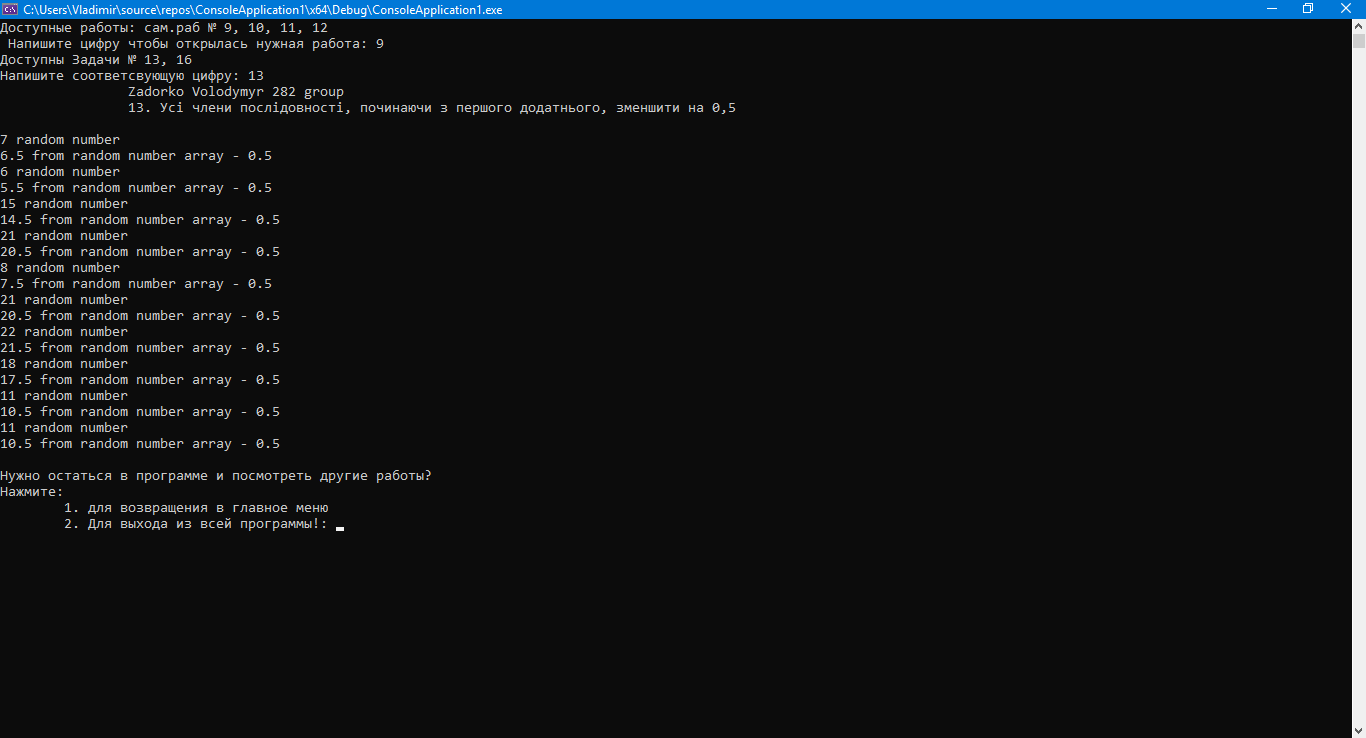 C:\Users\Vladimir\source\repos\ConsoleApplication1\x64\Debug\ConsoleApplication1.exe
Доступные работы: сам.раб № 9, 10, 11, 12
Напишите цифру чтобы открылась нужная работа: 9
Доступны Задачи № 13, 16
Напишите соответсвующую цифру: 13
Zadorko Volodymyr 282 group
13. Усі члени послідовності, починаючи з першого додатнього, зменшити на 0,5
7 random number
6.5 from random number array - 0.5
6 random number
5.5 from random number array - 0.5
15 random number
14.5 from random number array - 0.5
21 random number
20.5 from random number array - 0.5
8 random number
7.5 from random number array - 0.5
21 random number
20.5 from random number array - 0.5
22 random number
21.5 from random number array - 0.5
18 random number
17.5 from random number array - 0.5
11 random number
10.5 from random number array - 0.5
11 random number
10.5 from random number array - 0.5
Нужно остаться в программе и посмотреть другие работы?
Нажмите:
1. для возвращения в главное меню
2. Для выхода из всей программы!: